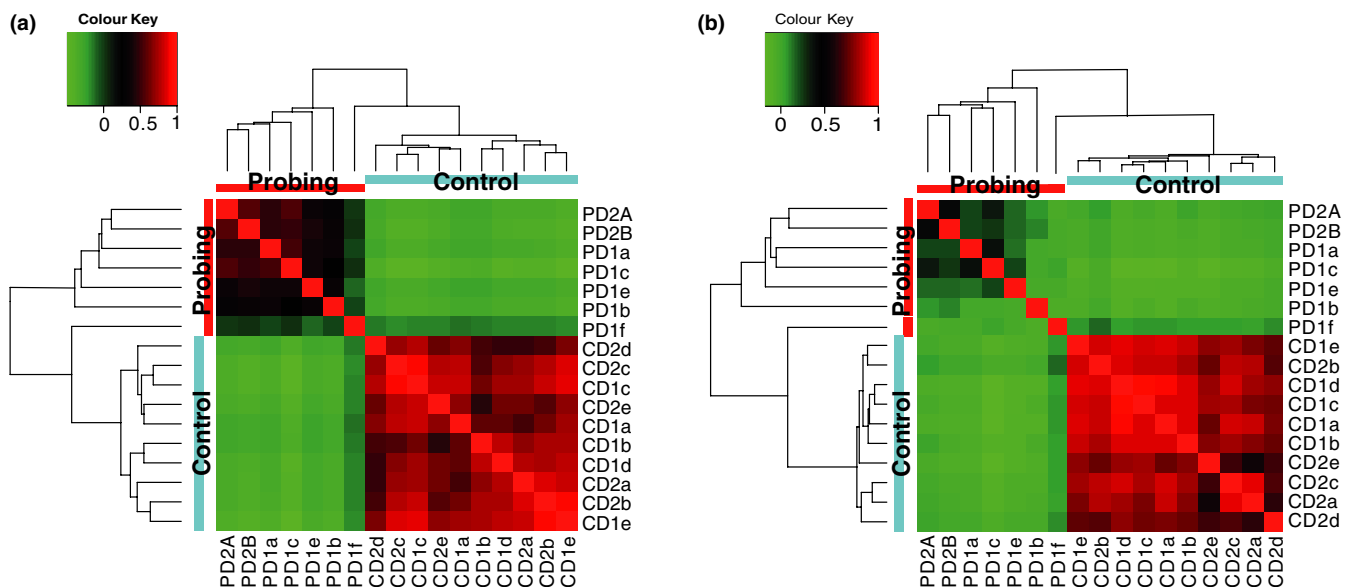 (a)
Colour Key
0 0.5 1
Probing Control
Probing
Control
PD2A
PD2B
PD1a
PD1c
PD1e
PD1b
PD1f
CD2d
CD2c
CD1c
CD2e
CD1a
CD1b
CD1d
CD2a
CD2b
CD1e
PD2A PD2B PD1a PD1c PD1e PD1b PD1f CD2d CD2c CD1c CD2e CD1a CD1b CD1d CD2a CD2b CD1e
(b)
Colour Key
0 0.5 1
Probing Control
Probing
Control
PD2A
PD2B
PD1a
PD1c
PD1e
PD1b
PD1f
CD1e
CD2b
CD1d
CD1c
CD1a
CD1b
CD2e
CD2c
CD2a
CD2d
PD2A PD2B PD1a PD1c PD1e PD1b PD1f CD1e CD2b CD1d CD1c CD1a CD1b CD2e CD2c CD2a CD2d